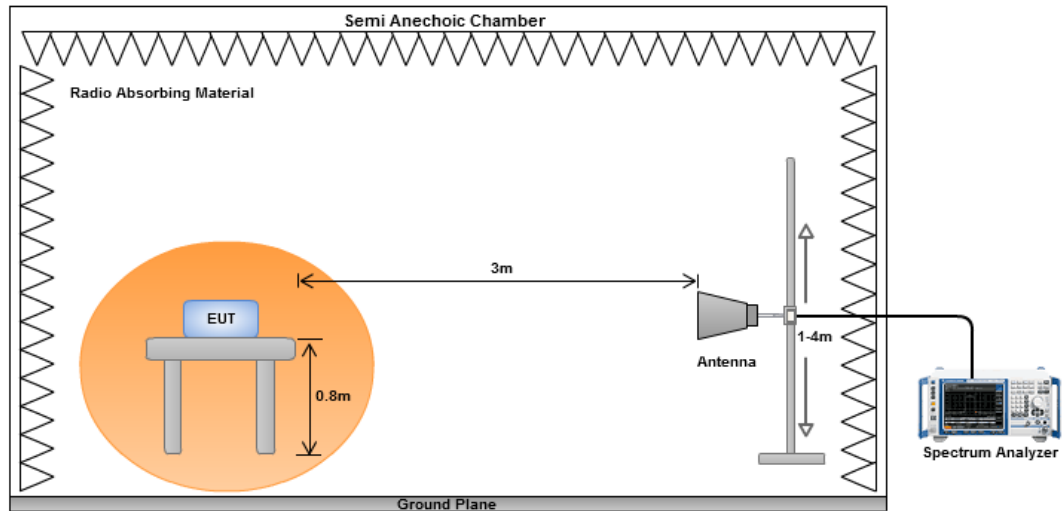 Semi Anechoic Chamber
Radio Absorbing Material
3m
EUT
1-4m
Antenna
0.8m
Spectrum Analyzer
Ground Plane